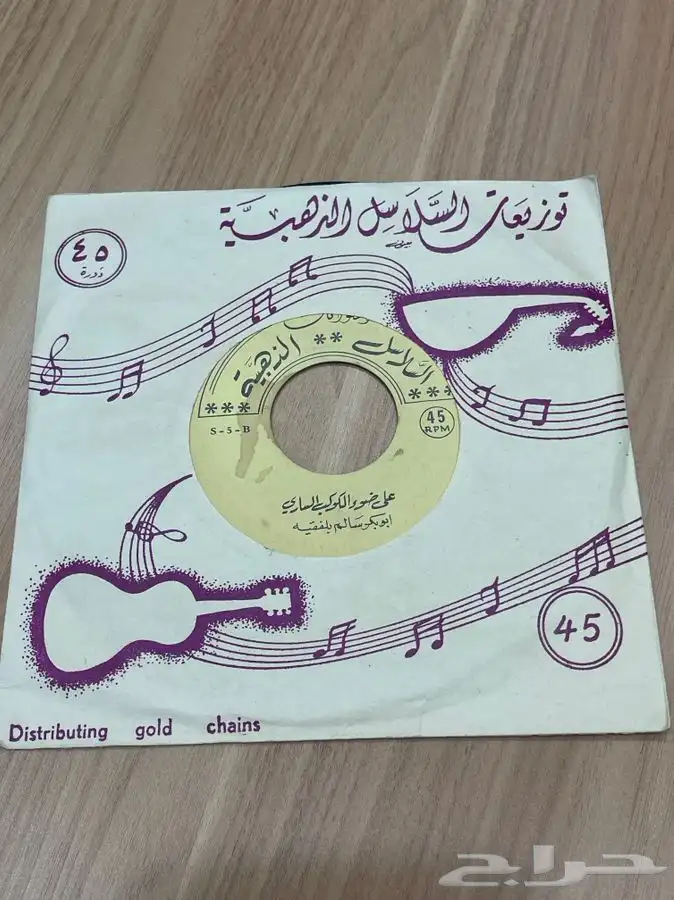 توزيعات السلاسل الذهبية
٤٥
دورة
السلاسل ** الذهبية
***
***
S-5-B
45
RPM
على ضوء الكوكب الساري
ابوبكر سالم بلفقيه
45
Distributing gold chains
حراج